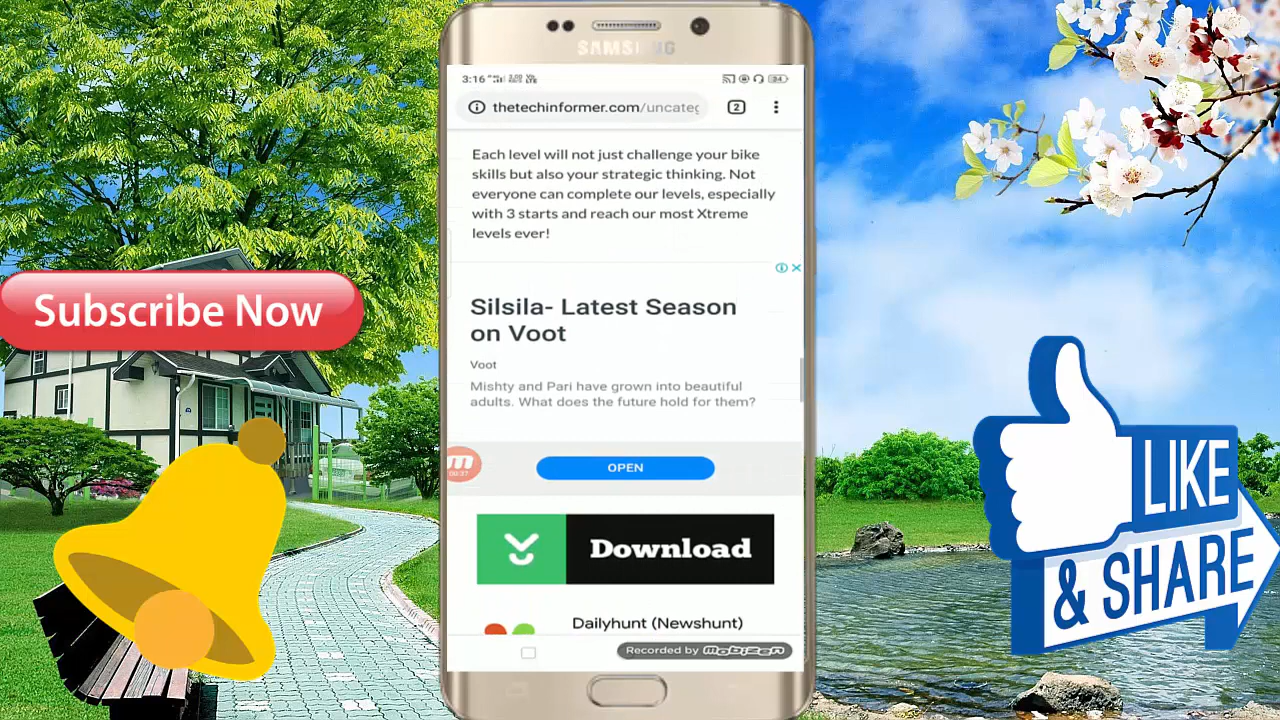 SAMSUNG
3:16
thetechinformer.com/uncateg
2
Each level will not just challenge your bike
skills but also your strategic thinking. Not
everyone can complete our levels, especially
with 3 starts and reach our most Xtreme
levels ever!
Silsila- Latest Season
on Voot
Voot
Mishty and Pari have grown into beautiful
adults. What does the future hold for them?
OPEN
Download
Dailyhunt (Newshunt)
Recorded by mobizen
Subscribe Now
LIKE
& SHARE